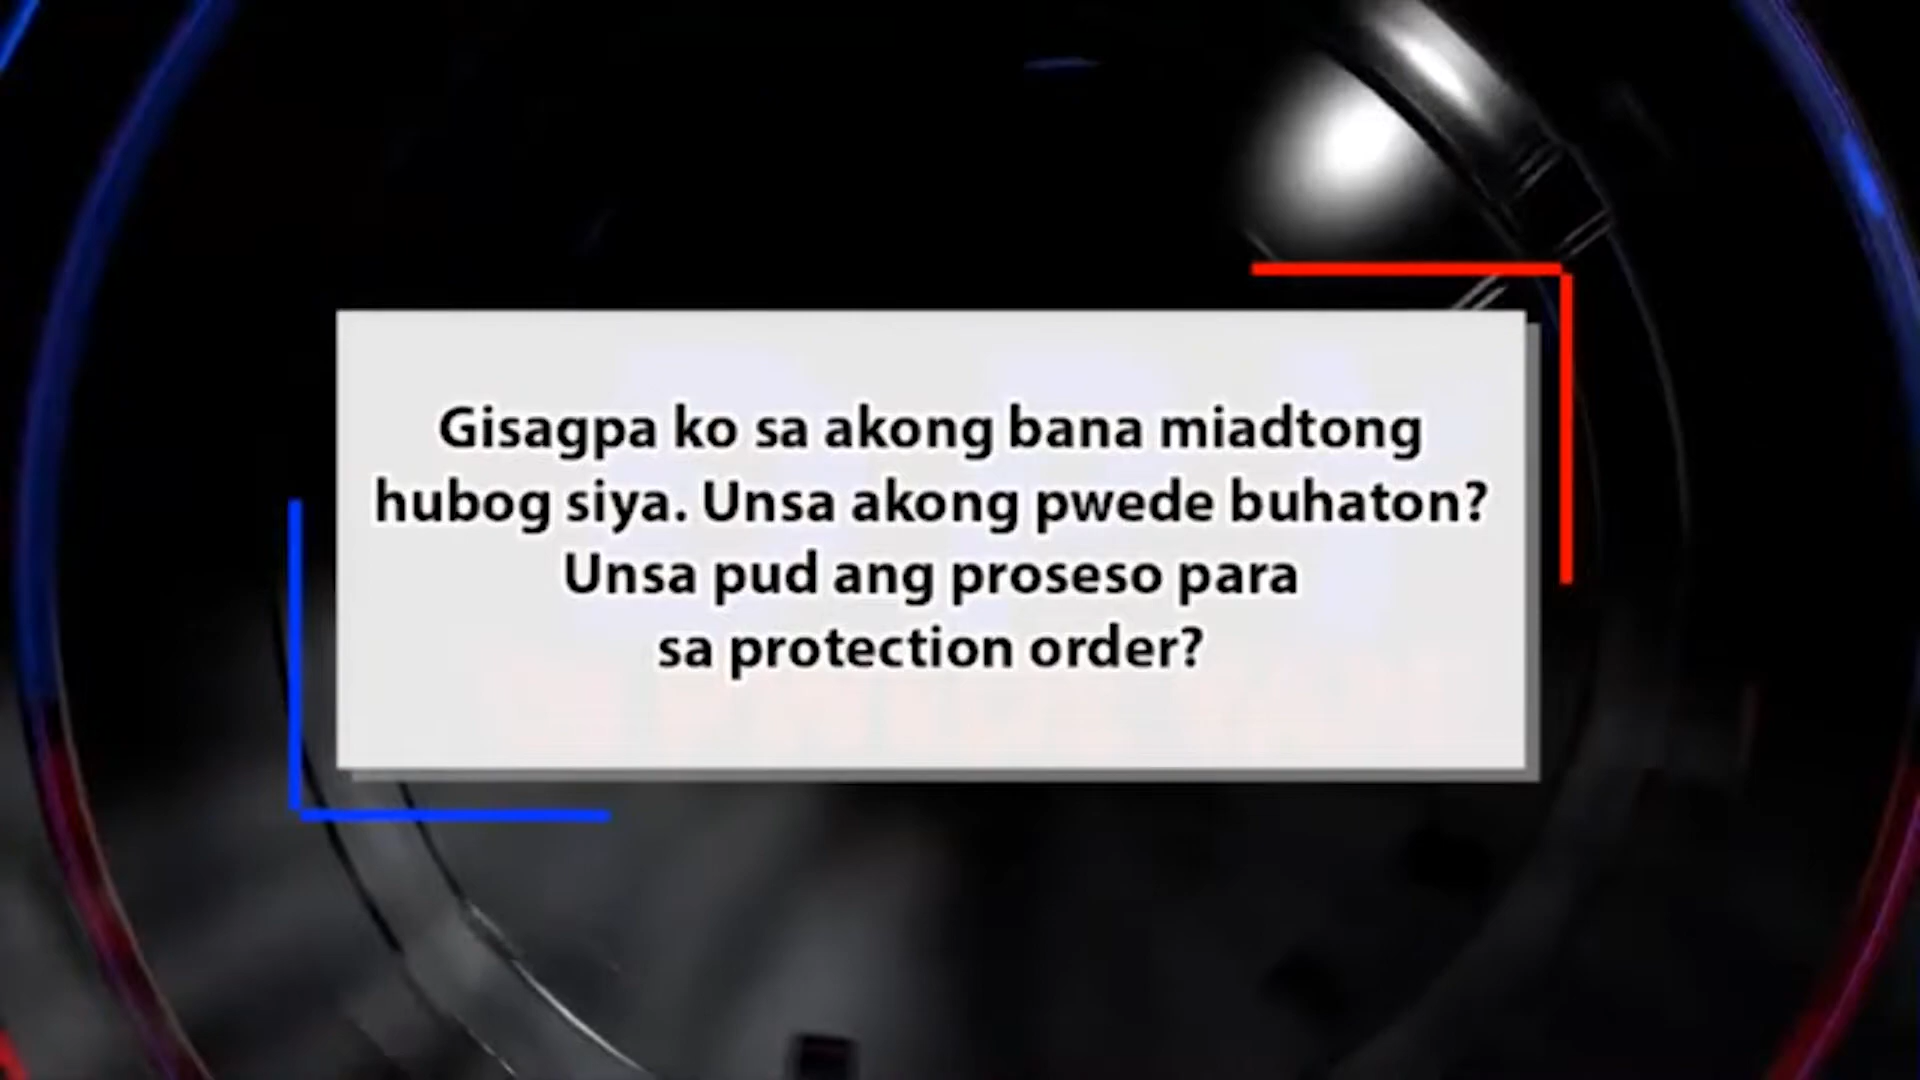 Gisagpa ko sa akong bana miadtong
hubog siya. Unsa akong pwede buhaton?
Unsa pud ang proseso para
sa protection order?